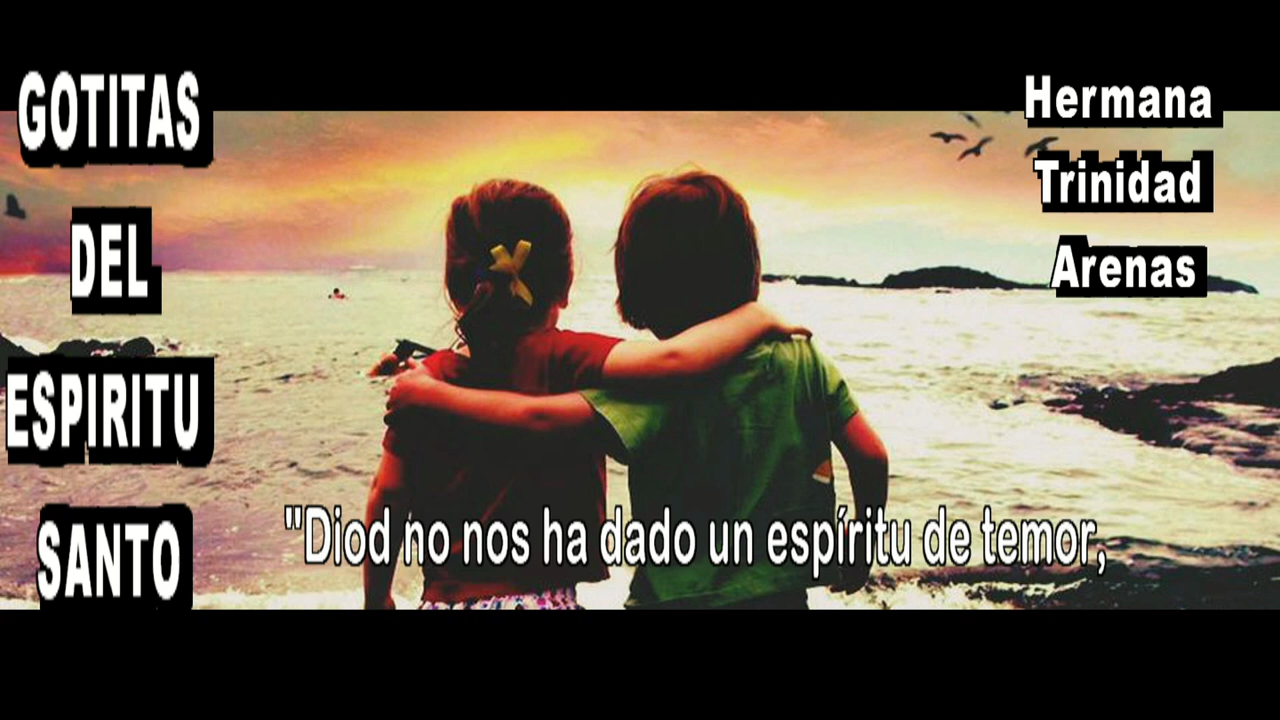 GOTITAS
DEL
ESPIRITU
SANTO
Hermana
Trinidad
Arenas
"Diod no nos ha dado un espíritu de temor,